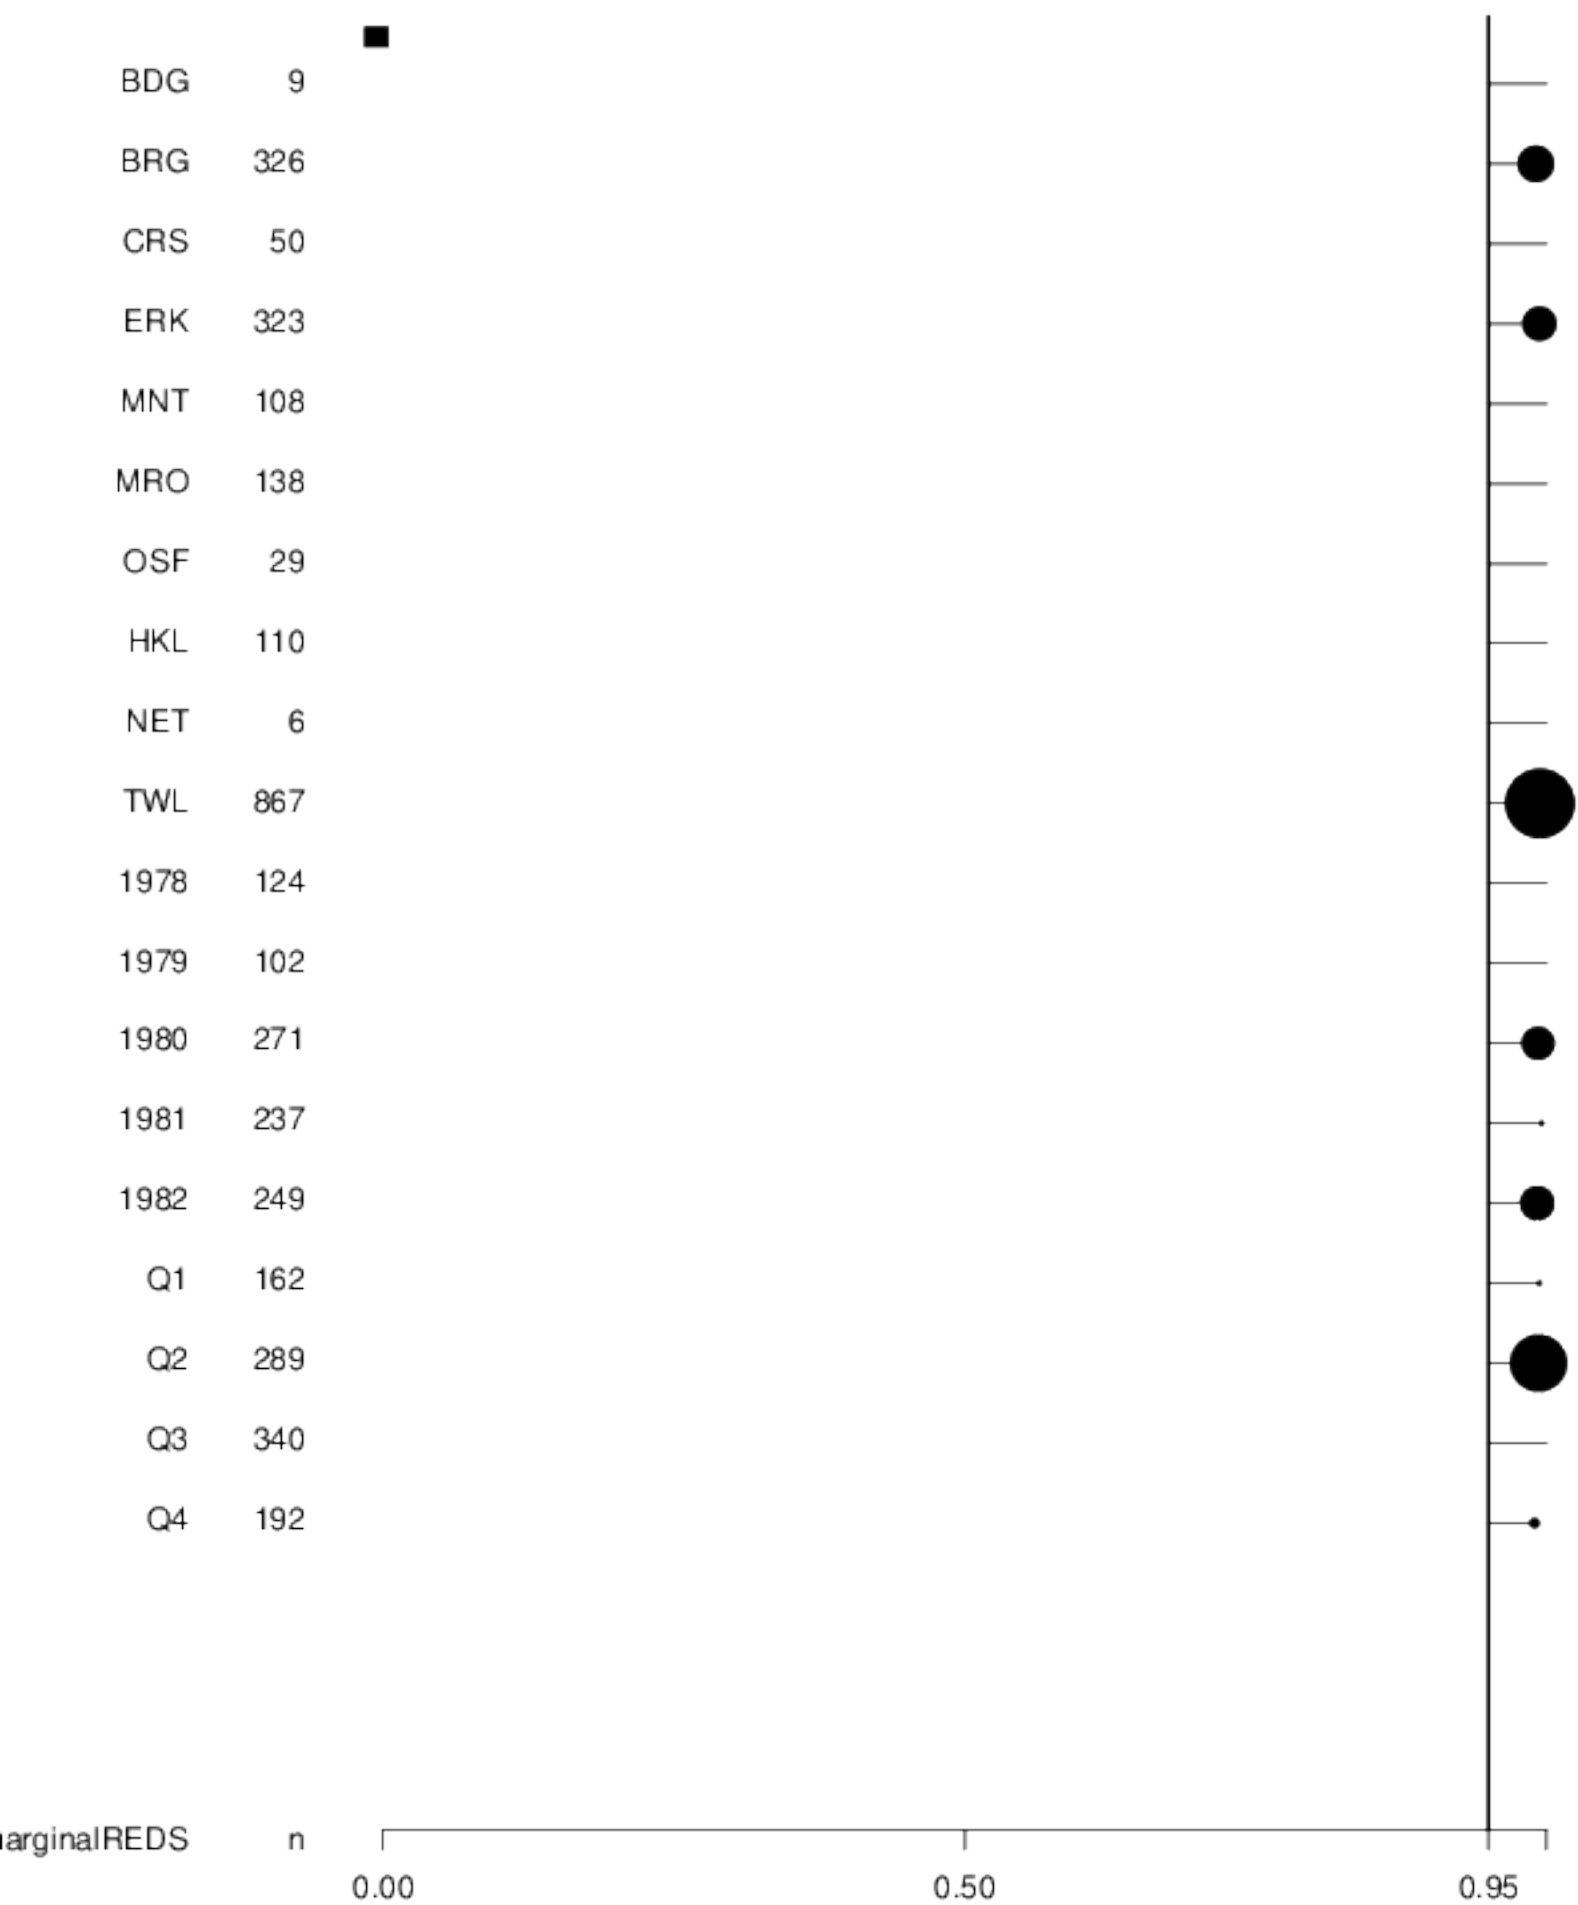 BDG 9
BRG 326
CRS 50
ERK 323
MNT 108
MRO 138
OSF 29
HKL 110
NET 6
TWL 867
1978 124
1979 102
1980 271
1981 237
1982 249
Q1 162
Q2 289
Q3 340
Q4 192
arginalREDS n
0.00 0.50 0.95